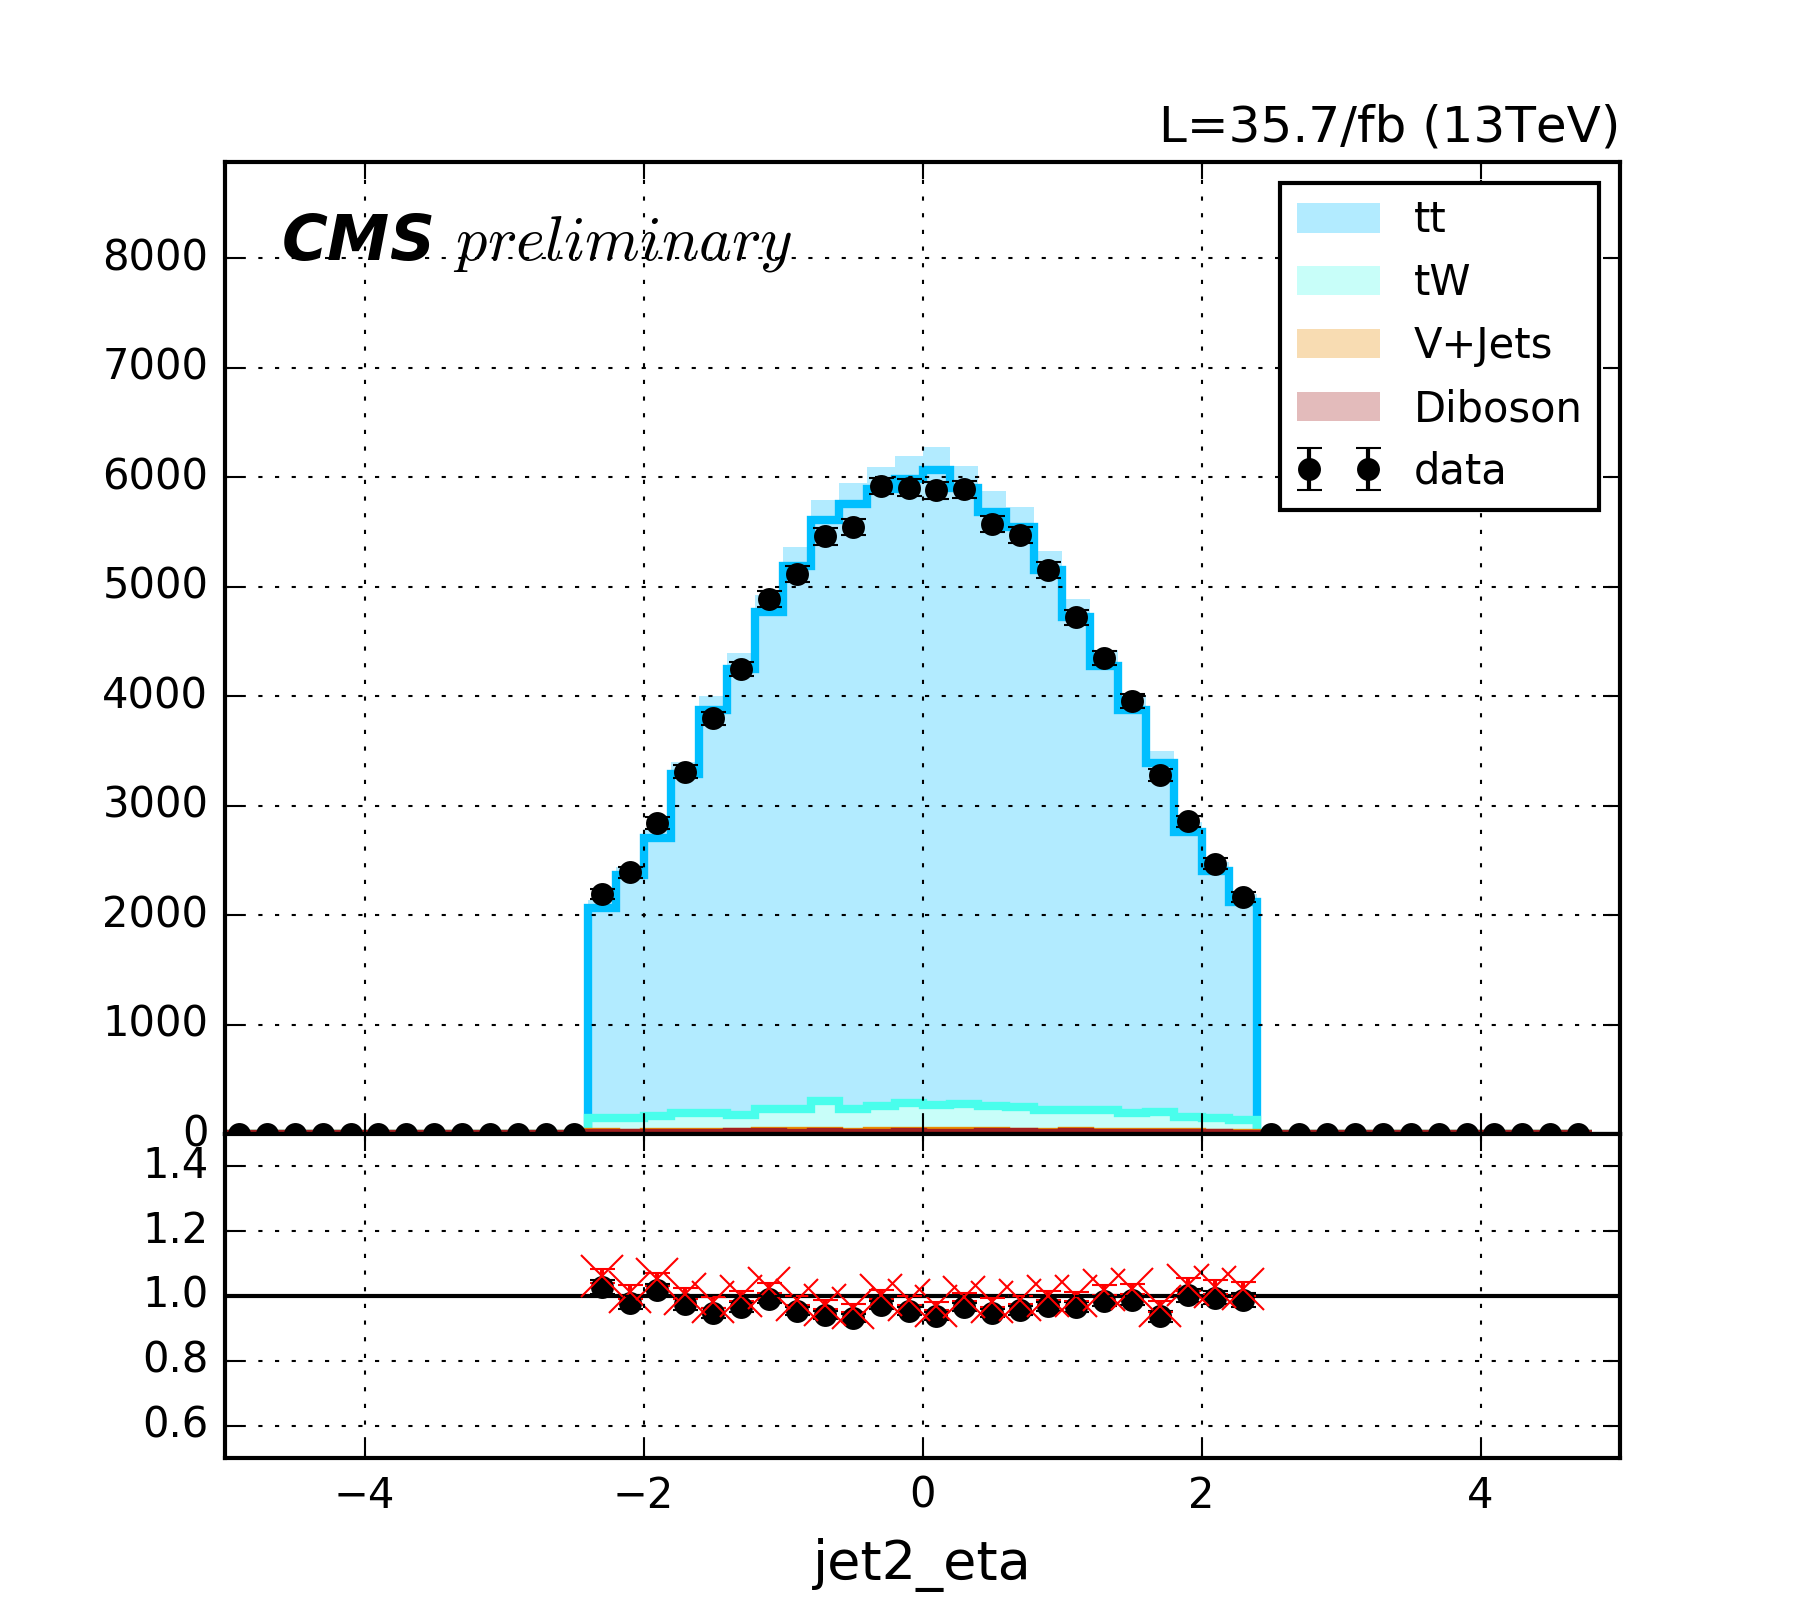 L=35.7/fb (13TeV)
CMS preliminary
tt
tW
V+Jets
Diboson
data
8000
7000
6000
5000
4000
3000
2000
1000
0
1.4
1.2
1.0
0.8
0.6
−4 −2 0 2 4
jet2_eta